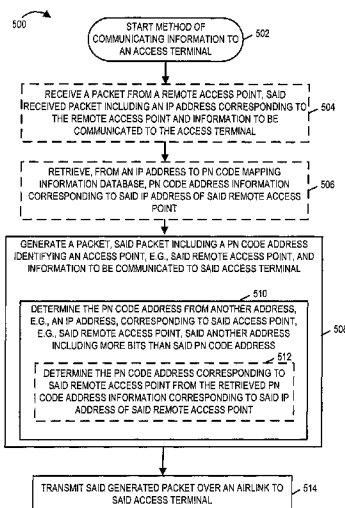 500
START METHOD OF
COMMUNICATING INFORMATION TO
AN ACCESS TERMINAL
502
RECEIVE A PACKET FROM A REMOTE ACCESS POINT, SAID
RECEIVED PACKET INCLUDING AN IP ADDRESS CORRESPONDING TO
THE REMOTE ACCESS POINT AND INFORMATION TO BE
COMMUNICATED TO THE ACCESS TERMINAL
504
RETRIEVE, FROM AN IP ADDRESS TO PN CODE MAPPING
INFORMATION DATABASE, PN CODE ADDRESS INFORMATION
CORRESPONDING TO SAID IP ADDRESS OF SAID REMOTE ACCESS
POINT
506
GENERATE A PACKET, SAID PACKET INCLUDING A PN CODE ADDRESS
IDENTIFYING AN ACCESS POINT, E.G., SAID REMOTE ACCESS POINT, AND
INFORMATION TO BE COMMUNICATED TO SAID ACCESS TERMINAL
508
510
DETERMINE THE PN CODE ADDRESS FROM ANOTHER ADDRESS,
E.G., AN IP ADDRESS, CORRESPONDING TO SAID ACCESS POINT,
E.G., SAID REMOTE ACCESS POINT, SAID ANOTHER ADDRESS
INCLUDING MORE BITS THAN SAID PN CODE ADDRESS
512
DETERMINE THE PN CODE ADDRESS CORRESPONDING TO
SAID REMOTE ACCESS POINT FROM THE RETRIEVED PN
CODE ADDRESS INFORMATION CORRESPONDING TO SAID IP
ADDRESS OF SAID REMOTE ACCESS POINT
TRANSMIT SAID GENERATED PACKET OVER AN AIRLINK TO
SAID ACCESS TERMINAL
514